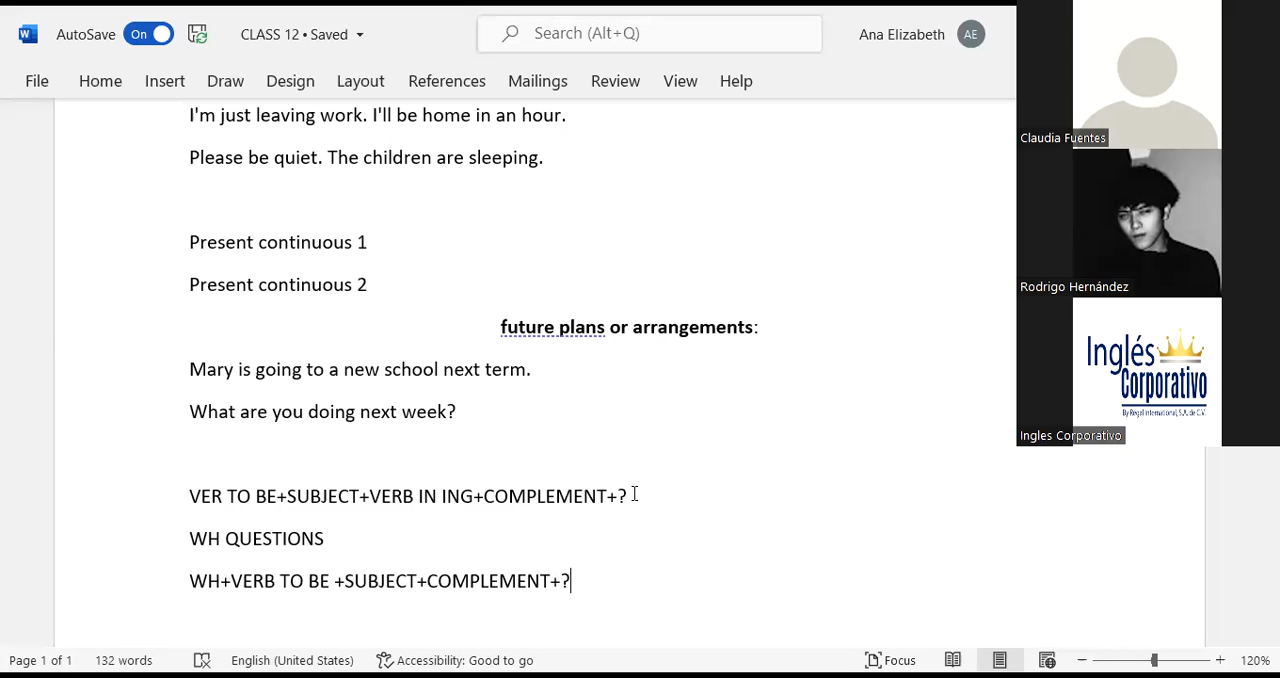 AutoSave On CLASS 12 • Saved Search (Alt+Q) Ana Elizabeth AE
File Home Insert Draw Design Layout References Mailings Review View Help
I'm just leaving work. I'll be home in an hour.
Please be quiet. The children are sleeping.
Present continuous 1
Present continuous 2
future plans or arrangements:
Mary is going to a new school next term.
What are you doing next week?
VER TO BE+SUBJECT+VERB IN ING+COMPLEMENT+?
WH QUESTIONS
WH+VERB TO BE +SUBJECT+COMPLEMENT+?
Claudia Fuentes
Rodrigo Hernández
Inglés
Corporativo
By Regal International, S.A. de C.V.
Ingles Corporativo
Page 1 of 1 132 words English (United States) Accessibility: Good to go Focus 120%